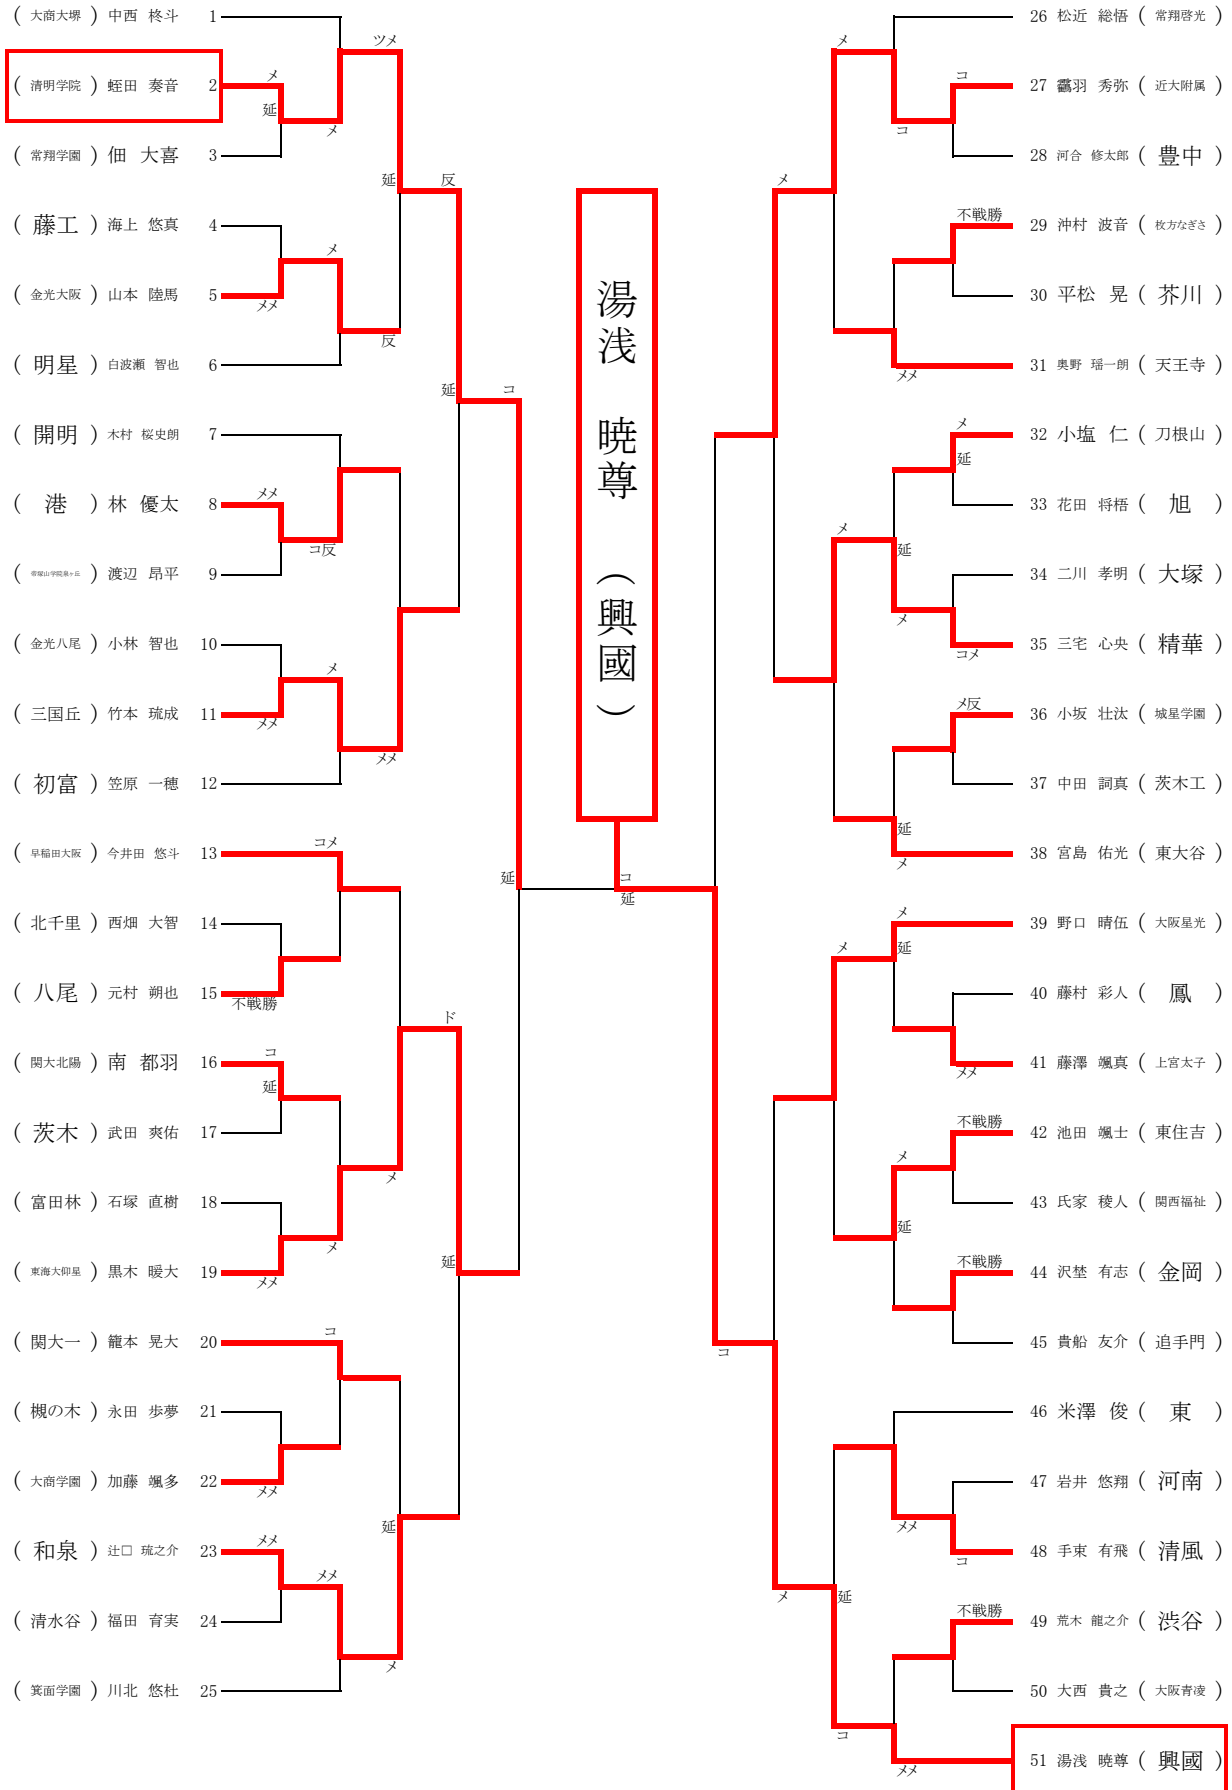 ( 大商大堺 ) 中西 柊斗 1
( 清明学院 ) 蛭田 奏音 2
( 常翔学園 ) 佃 大喜 3
( 藤工 ) 海上 悠真 4
( 金光大阪 ) 山本 陸馬 5
( 明星 ) 白波瀬 智也 6
( 開明 ) 木村 桜史朗 7
( 港 ) 林 優太 8
( 帝塚山学院泉ヶ丘 ) 渡辺 昂平 9
( 金光八尾 ) 小林 智也 10
( 三国丘 ) 竹本 琉成 11
( 初富 ) 笠原 一穂 12
( 早稲田大阪 ) 今井田 悠斗 13
( 北千里 ) 西畑 大智 14
( 八尾 ) 元村 朔也 15
( 関大北陽 ) 南 都羽 16
( 茨木 ) 武田 爽佑 17
( 富田林 ) 石塚 直樹 18
( 東海大仰星 ) 黒木 暖大 19
( 関大一 ) 籠本 晃大 20
( 槻の木 ) 永田 歩夢 21
( 大商学園 ) 加藤 颯多 22
( 和泉 ) 辻口 琉之介 23
( 清水谷 ) 福田 育実 24
( 箕面学園 ) 川北 悠杜 25
メ
延
メ
ツメ
メメ
メ
反
延
反
メメ
コ反
メメ
メ
メメ
延
コ
コメ
不戦勝
コ
延
メメ
メ
メ
ド
メメ
コ
メメ
メメ
メ
延
延
延
湯浅 暁尊 (興國)
コ
延
26 松近 総悟 ( 常翔啓光 )
27 靏羽 秀弥 ( 近大附属 )
28 河合 修太郎 ( 豊中 )
29 沖村 波音 ( 枚方なぎさ )
30 平松 晃 ( 芥川 )
31 奥野 瑶一朗 ( 天王寺 )
32 小塩 仁 ( 刀根山 )
33 花田 将梧 ( 旭 )
34 二川 孝明 ( 大塚 )
35 三宅 心央 ( 精華 )
36 小坂 壮汰 ( 城星学園 )
37 中田 詞真 ( 茨木工 )
38 宮島 佑光 ( 東大谷 )
39 野口 晴伍 ( 大阪星光 )
40 藤村 彩人 ( 鳳 )
41 藤澤 颯真 ( 上宮太子 )
42 池田 颯士 ( 東住吉 )
43 氏家 稜人 ( 関西福祉 )
44 沢埜 有志 ( 金岡 )
45 貴船 友介 ( 追手門 )
46 米澤 俊 ( 東 )
47 岩井 悠翔 ( 河南 )
48 手束 有飛 ( 清風 )
49 荒木 龍之介 ( 渋谷 )
50 大西 貴之 ( 大阪青凌 )
51 湯浅 暁尊 ( 興國 )
メ
コ
コ
メ
不戦勝
メメ
メ
延
メ
延
メ
コメ
メ反
延
メ
メ
延
メ
メメ
不戦勝
メ
延
不戦勝
コ
メメ
コ
メ
延
不戦勝
コ
メメ